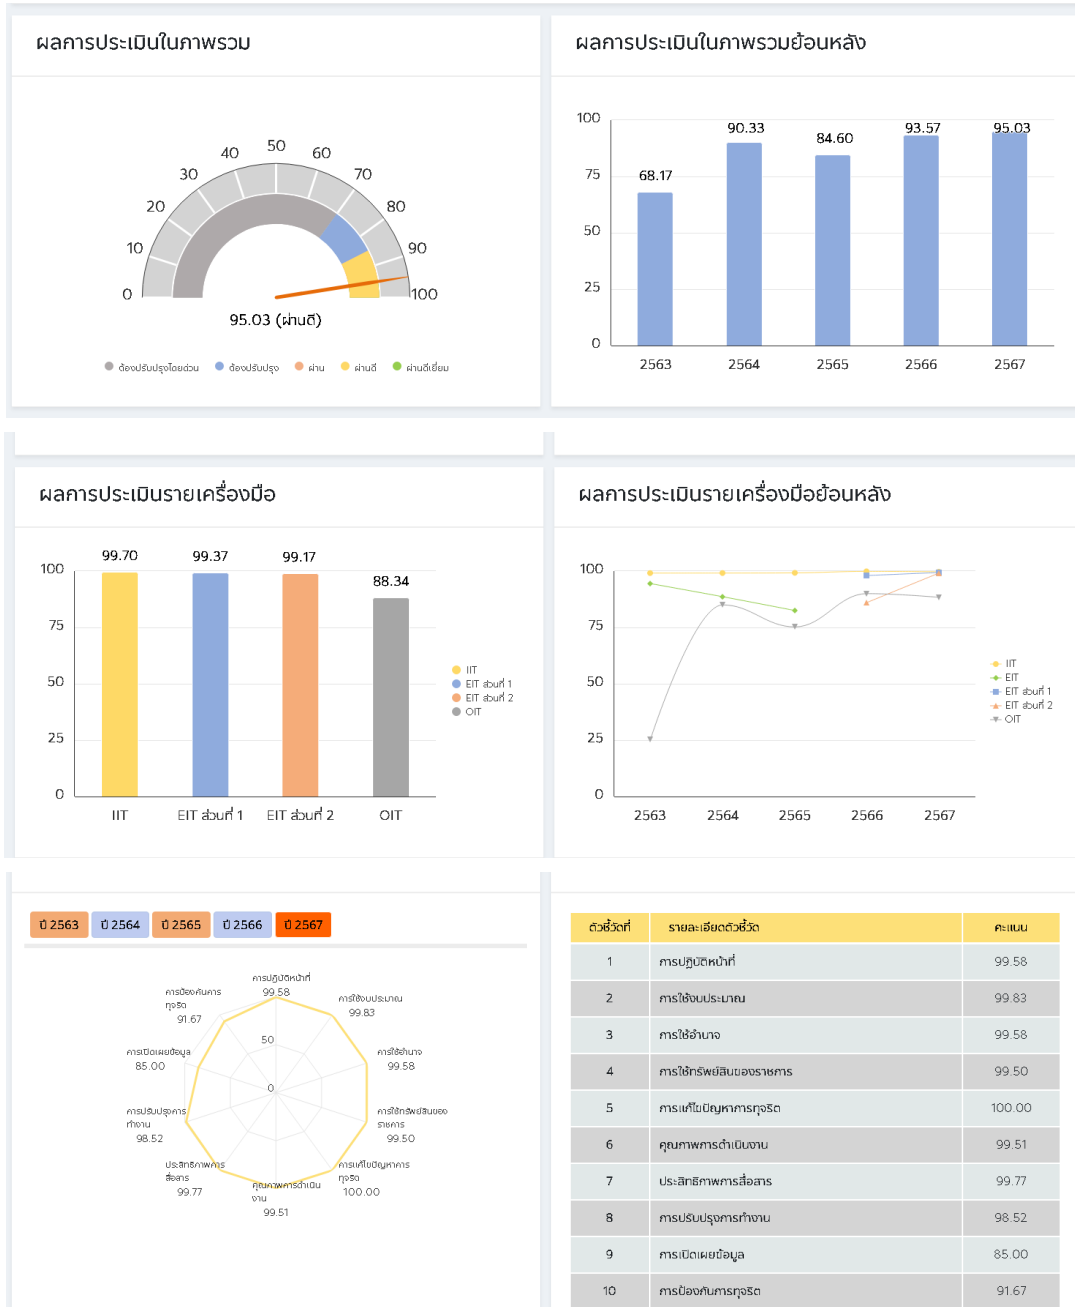 ผลการประเมินในภาพรวม
0
10
20
30
40
50
60
70
80
90
100
95.03 (ผ่านดี)
ต้องปรับปรุงโดยด่วน ต้องปรับปรุง ผ่าน ผ่านดี ผ่านดีเยี่ยม
ผลการประเมินในภาพรวมย้อนหลัง
100
75
50
25
0
68.17
90.33
84.60
93.57
95.03
2563 2564 2565 2566 2567
ผลการประเมินรายเครื่องมือ
100
75
50
25
0
99.70
99.37
99.17
88.34
IIT EIT ส่วนที่ 1 EIT ส่วนที่ 2 OIT
IIT
EIT ส่วนที่ 1
EIT ส่วนที่ 2
OIT
ผลการประเมินรายเครื่องมือย้อนหลัง
100
75
50
25
0
2563 2564 2565 2566 2567
IIT
EIT
EIT ส่วนที่ 1
EIT ส่วนที่ 2
OIT
ปี 2563 ปี 2564 ปี 2565 ปี 2566 ปี 2567
การปฏิบัติหน้าที่
99.58
การใช้งบประมาณ
99.83
การใช้อำนาจ
99.58
การใช้ทรัพย์สินของ
ราชการ
99.50
การแก้ไขปัญหาการ
ทุจริต
100.00
คุณภาพการดำเนิน
งาน
99.51
ประสิทธิภาพการ
สื่อสาร
99.77
การปรับปรุงการ
ทำงาน
98.52
การเปิดเผยข้อมูล
85.00
การป้องกันการ
ทุจริต
91.67
50
0
ตัวชี้วัดที่ รายละเอียดตัวชี้วัด คะแนน
1 การปฏิบัติหน้าที่ 99.58
2 การใช้งบประมาณ 99.83
3 การใช้อำนาจ 99.58
4 การใช้ทรัพย์สินของราชการ 99.50
5 การแก้ไขปัญหาการทุจริต 100.00
6 คุณภาพการดำเนินงาน 99.51
7 ประสิทธิภาพการสื่อสาร 99.77
8 การปรับปรุงการทำงาน 98.52
9 การเปิดเผยข้อมูล 85.00
10 การป้องกันการทุจริต 91.67